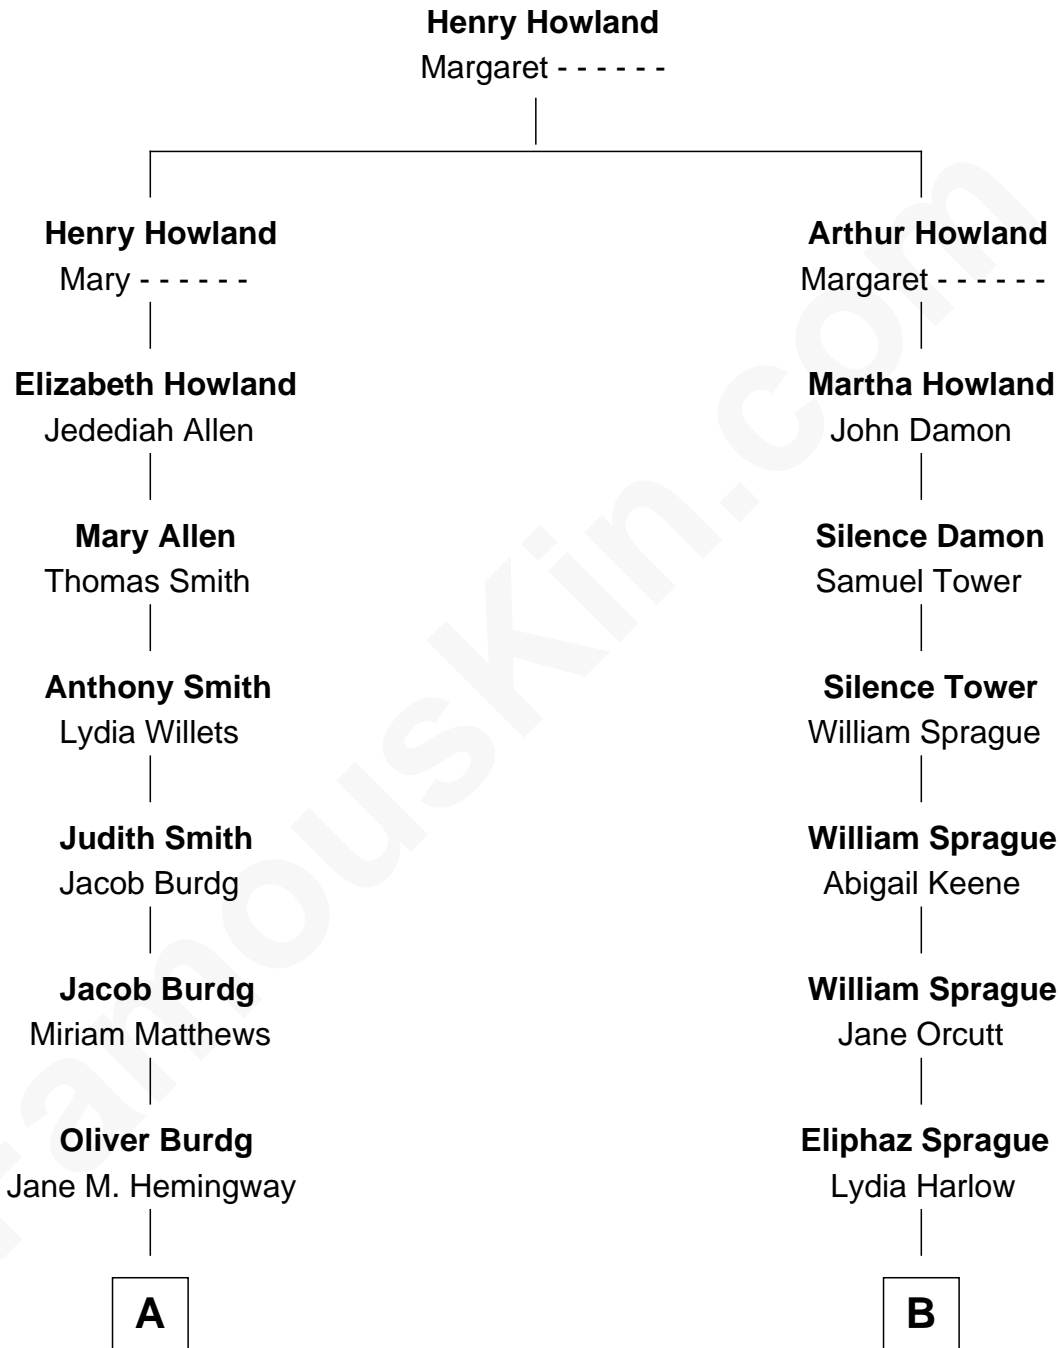 Henry Howland
Margaret - - - - - -
Henry Howland
Mary - - - - - -
Arthur Howland
Margaret - - - - - -
Elizabeth Howland
Jedediah Allen
Martha Howland
John Damon
Mary Allen
Thomas Smith
Silence Damon
Samuel Tower
Anthony Smith
Lydia Willets
Silence Tower
William Sprague
Judith Smith
Jacob Burdg
William Sprague
Abigail Keene
Jacob Burdg
Miriam Matthews
William Sprague
Jane Orcutt
Oliver Burdg
Jane M. Hemingway
Eliphaz Sprague
Lydia Harlow
A
B
FamousKin.com